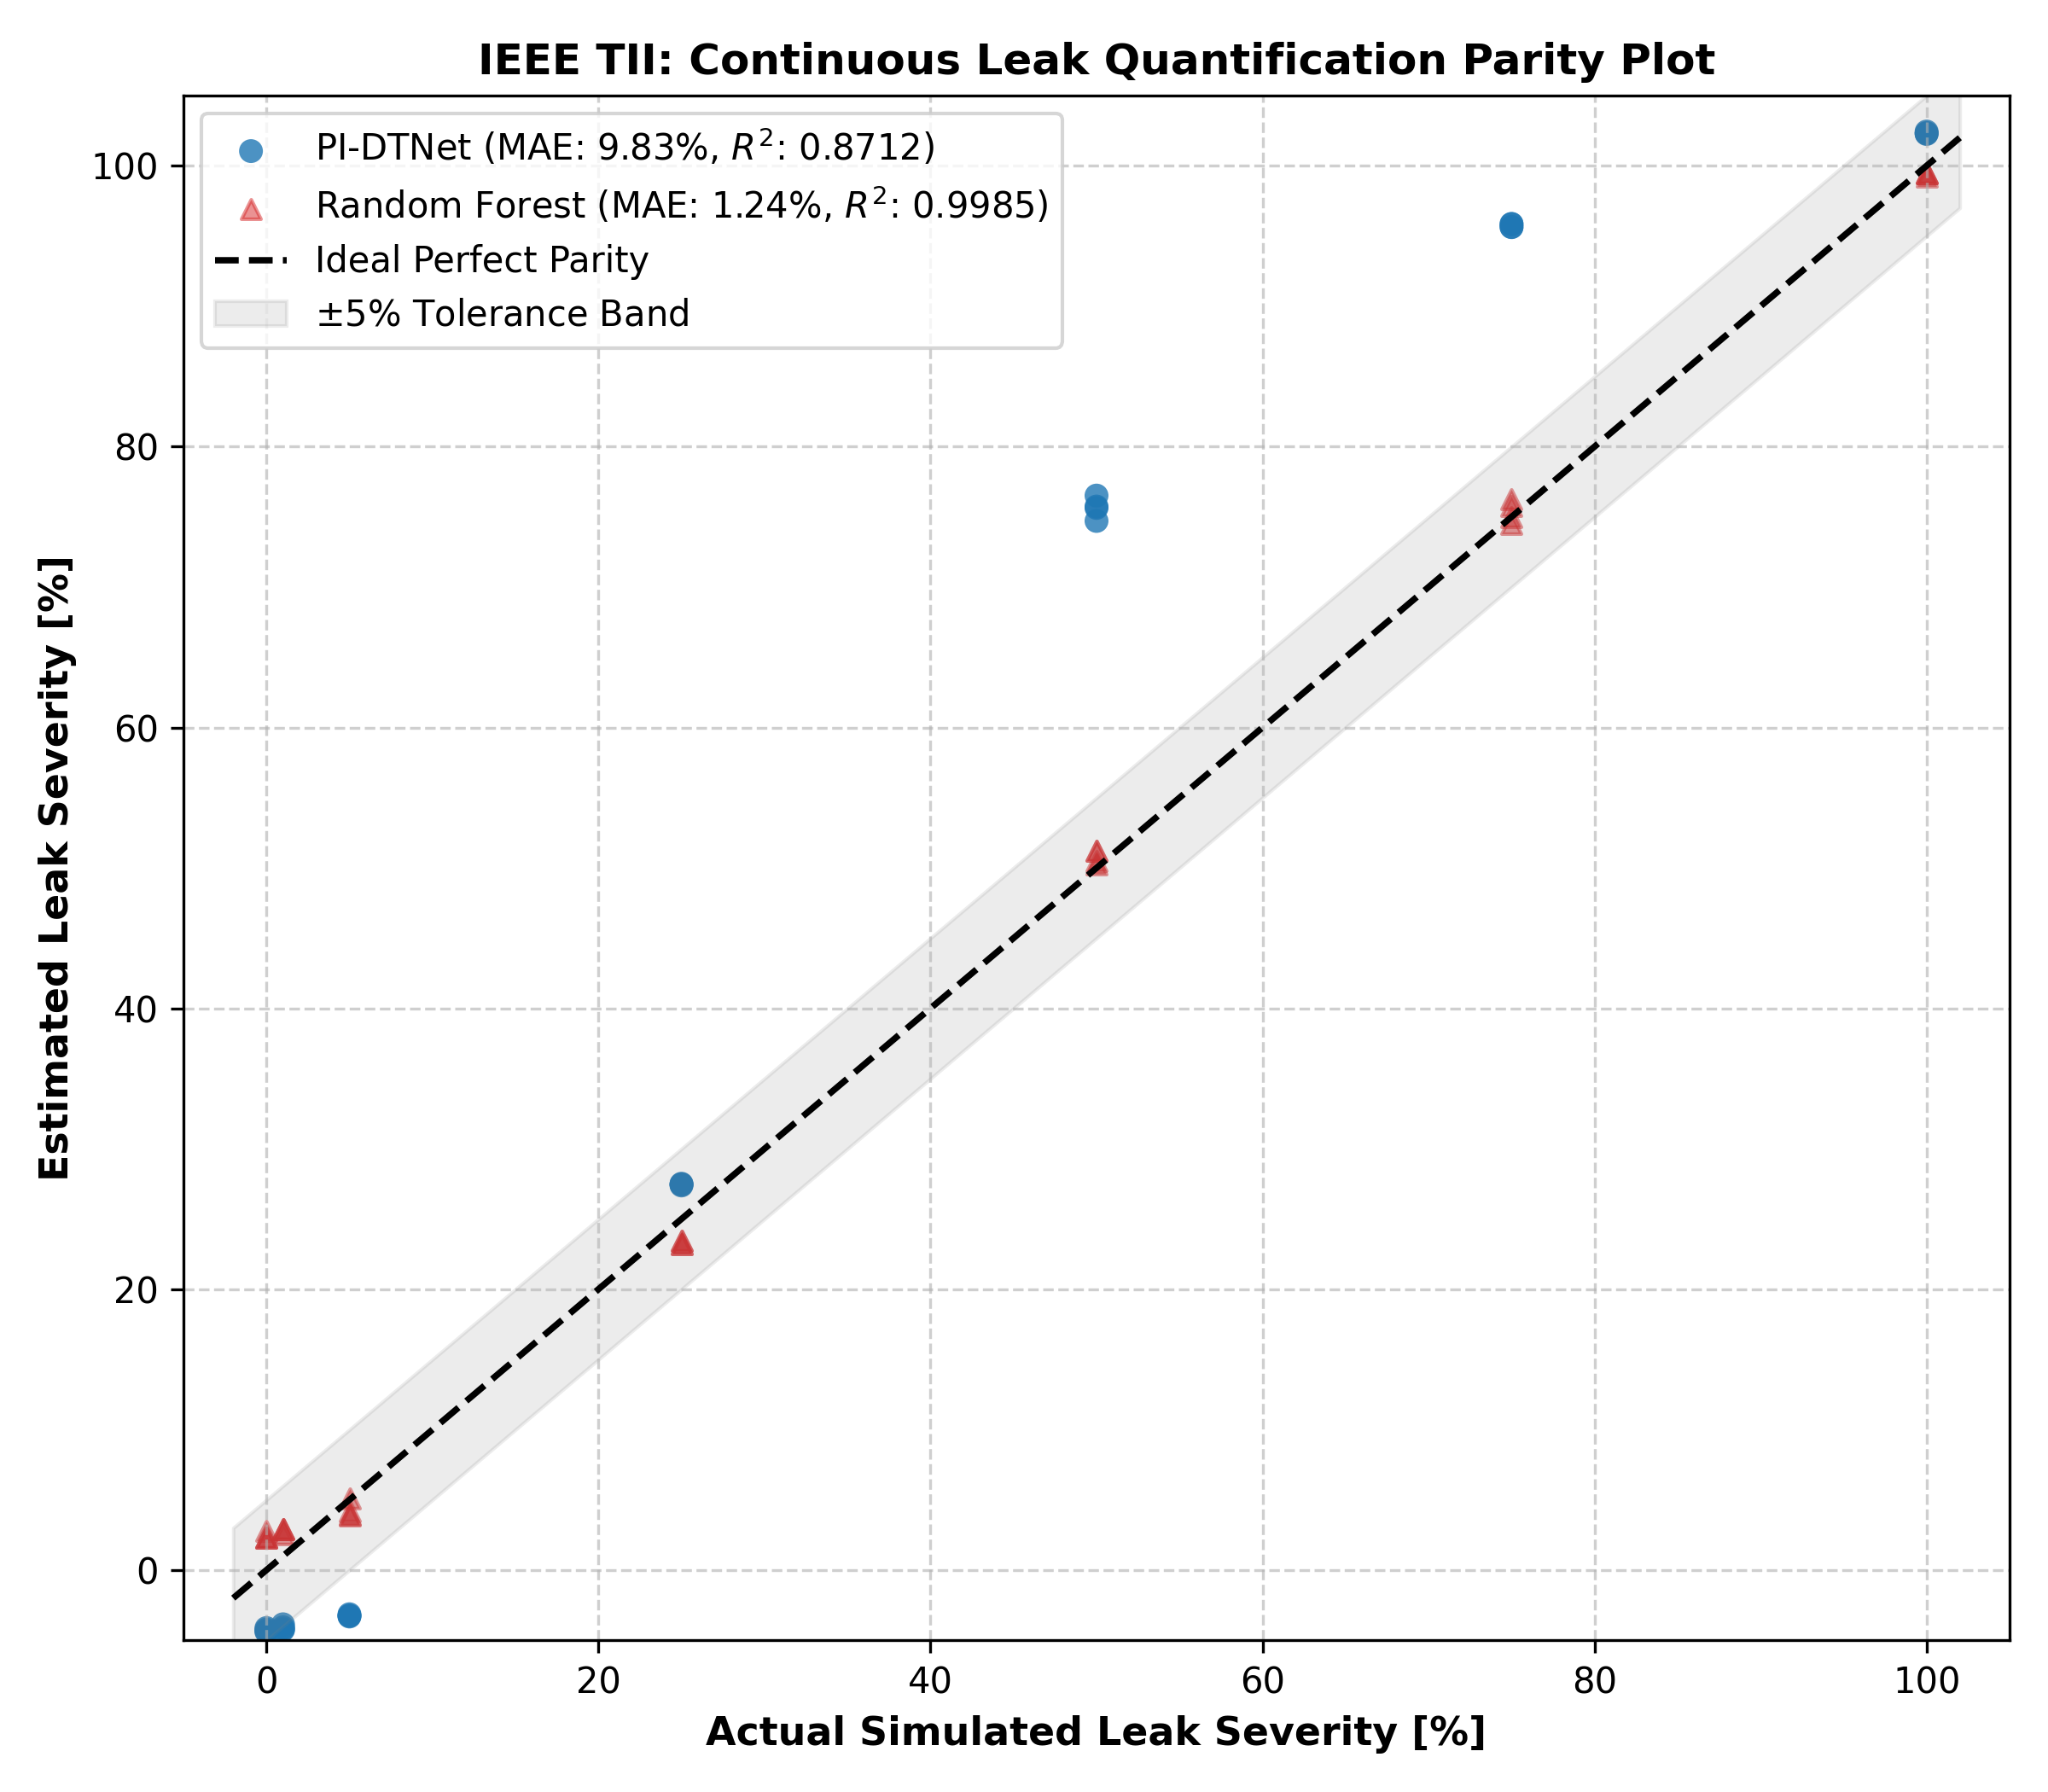 IEEE TII: Continuous Leak Quantification Parity Plot
PI-DTNet (MAE: 9.83%, R²: 0.8712)
Random Forest (MAE: 1.24%, R²: 0.9985)
Ideal Perfect Parity
±5% Tolerance Band
Estimated Leak Severity [%]
100
80
60
40
20
0
0 20 40 60 80 100
Actual Simulated Leak Severity [%]